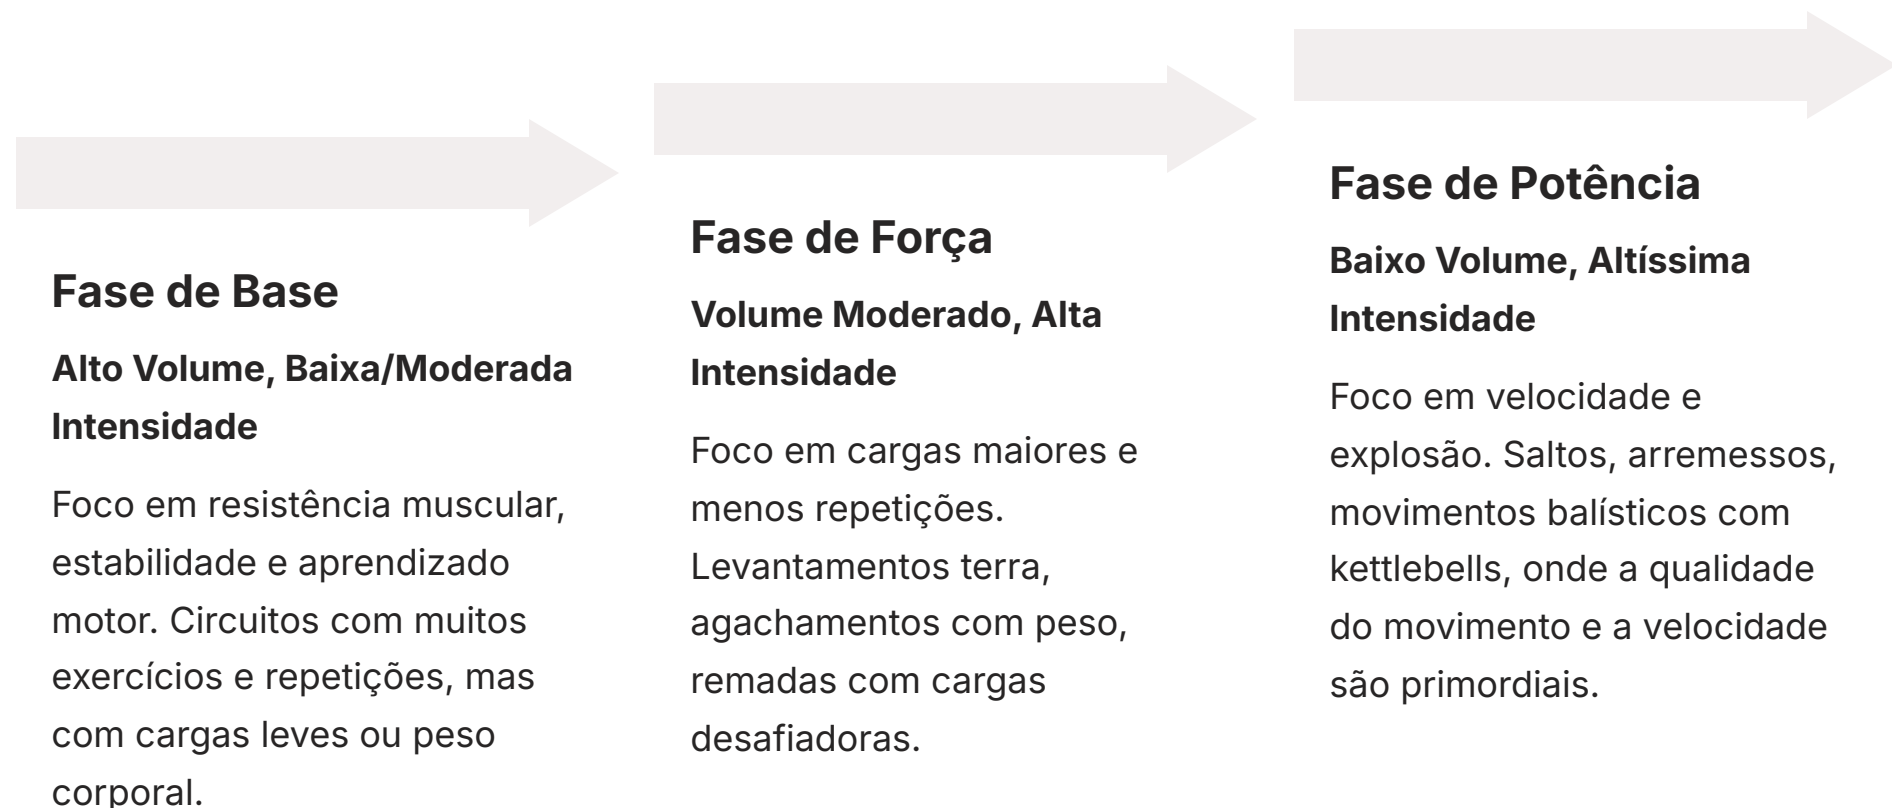 Fase de Base
Alto Volume, Baixa/Moderada
Intensidade
Foco em resistência muscular,
estabilidade e aprendizado
motor. Circuitos com muitos
exercícios e repetições, mas
com cargas leves ou peso
corporal.
Fase de Força
Volume Moderado, Alta
Intensidade
Foco em cargas maiores e
menos repetições.
Levantamentos terra,
agachamentos com peso,
remadas com cargas
desafiadoras.
Fase de Potência
Baixo Volume, Altíssima
Intensidade
Foco em velocidade e
explosão. Saltos, arremessos,
movimentos balísticos com
kettlebells, onde a qualidade
do movimento e a velocidade
são primordiais.